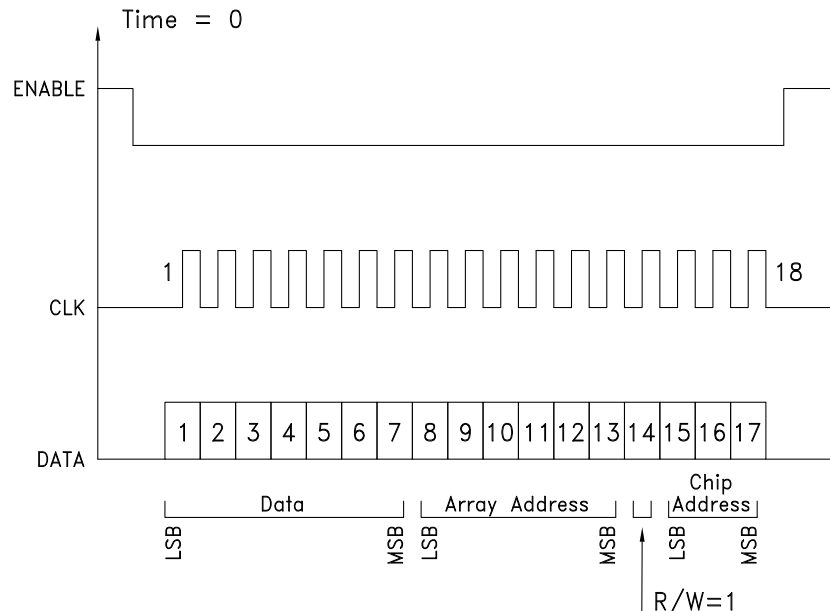 Time = 0
ENABLE
1
18
CLK
1 2 3 4 5 6 7 8 9 10 11 12 13 14 15 16 17
DATA
Data
Array Address
Chip
Address
LSB
MSB
LSB
MSB
LSB
MSB
R/W=1